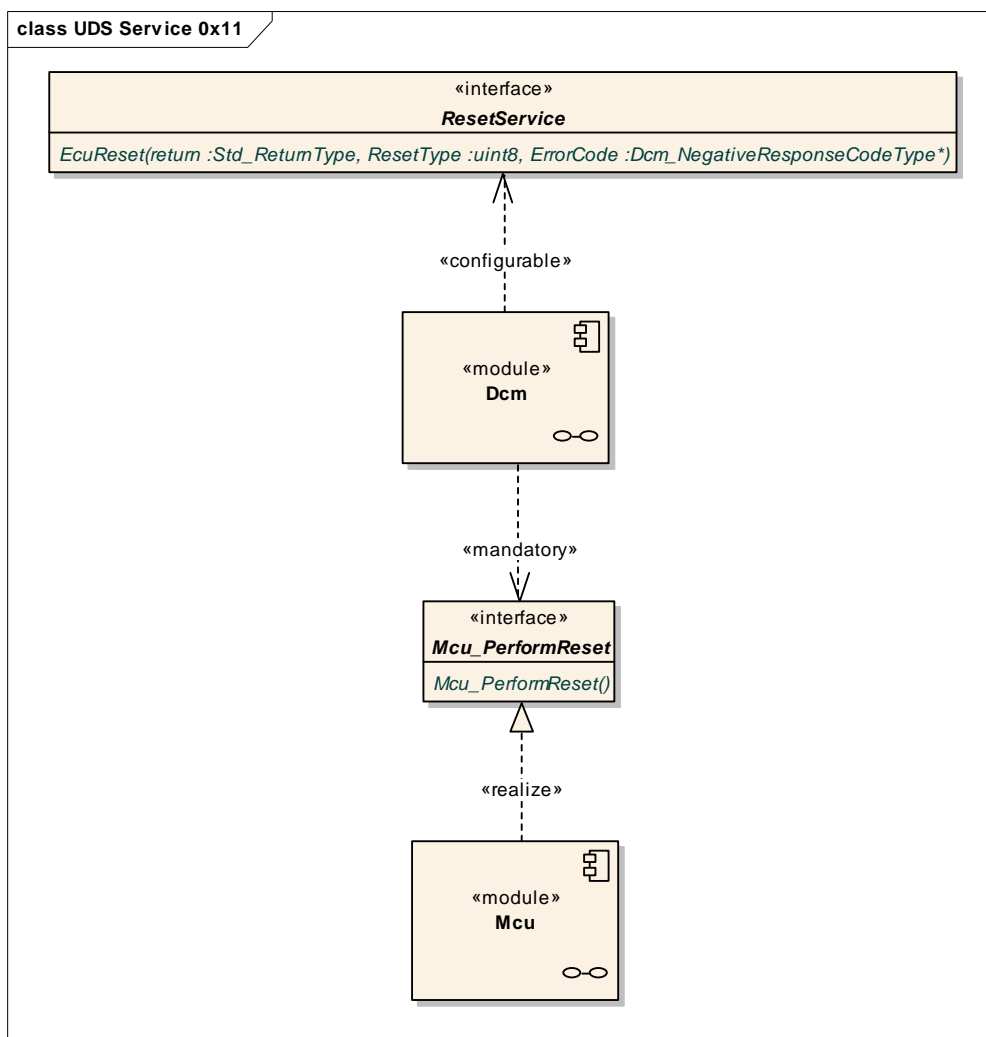 class UDS Service 0x11
«interface»
ResetService
EcuReset(return :Std_ReturnType, ResetType :uint8, ErrorCode :Dcm_NegativeResponseCodeType*)
«configurable»
«module»
Dcm
«mandatory»
«interface»
Mcu_PerformReset
Mcu_PerformReset()
«realize»
«module»
Mcu